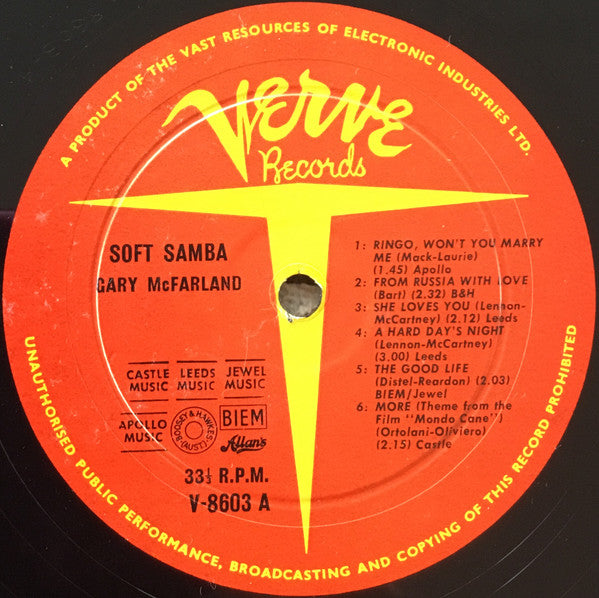 A PRODUCT OF THE VAST RESOURCES OF ELECTRONIC INDUSTRIES LTD.
Verve
Records
SOFT SAMBA
GARY McFARLAND
1: RINGO, WON'T YOU MARRY
ME (Mack-Laurie)
(1.45) Apollo
2: FROM RUSSIA WITH LOVE
(Bart) (2.32) B&H
3: SHE LOVES YOU (Lennon-
McCartney) (2.12) Leeds
4: A HARD DAY'S NIGHT
(Lennon-McCartney)
(3.00) Leeds
5: THE GOOD LIFE
(Distel-Reardon) (2.03)
BIEM/Jewel
6: MORE (Theme from the
Film "Mondo Cane")
(Ortolani-Oliviero)
(2.15) Castle
CASTLE MUSIC
LEEDS MUSIC
JEWEL MUSIC
APOLLO MUSIC
BOOSEY & HAWKES (AUST)
BIEM
Allan's
33⅓ R.P.M.
V-8603 A
UNAUTHORISED PUBLIC PERFORMANCE, BROADCASTING AND COPYING OF THIS RECORD PROHIBITED